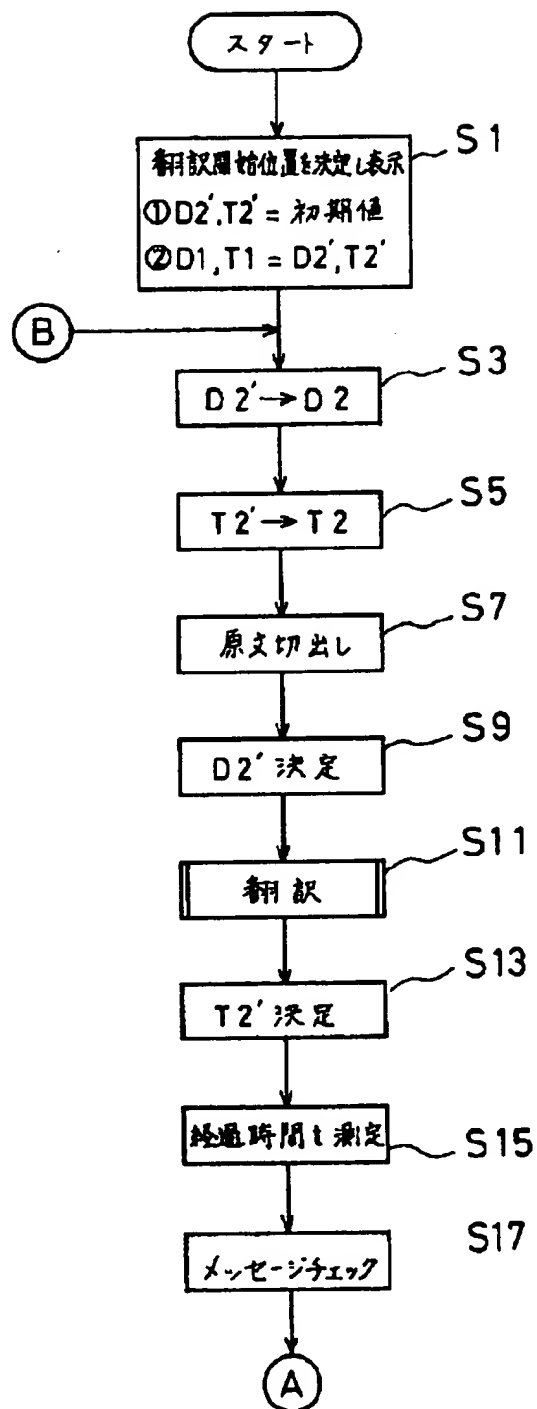 スタート
S1
翻訳開始位置を決定し表示
①D2',T2'=初期値
②D1,T1=D2',T2'
B
S3
D2'→D2
S5
T2'→T2
S7
原文切出し
S9
D2'決定
S11
翻訳
S13
T2'決定
経過時間を測定
S15
S17
メッセージチェック
A